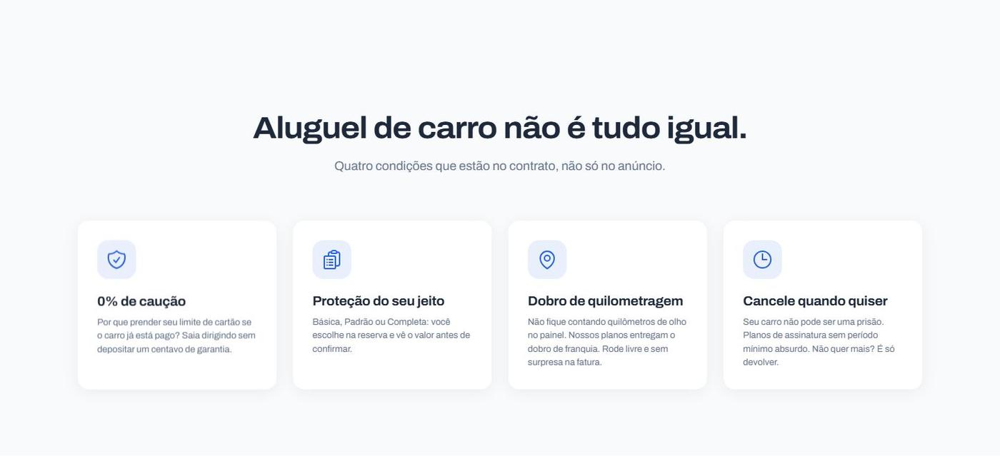 Aluguel de carro não é tudo igual.
Quatro condições que estão no contrato, não só no anúncio.
0% de caução
Por que prender seu limite de cartão se
o carro já está pago? Saia dirigindo sem
depositar um centavo de garantia.
Proteção do seu jeito
Básica, Padrão ou Completa: você
escolhe na reserva e vê o valor antes de
confirmar.
Dobro de quilometragem
Não fique contando quilômetros de olho
no painel. Nossos planos entregam o
dobro de franquia. Rode livre e sem
surpresa na fatura.
Cancele quando quiser
Seu carro não pode ser uma prisão.
Planos de assinatura sem período
mínimo absurdo. Não quer mais? É só
devolver.